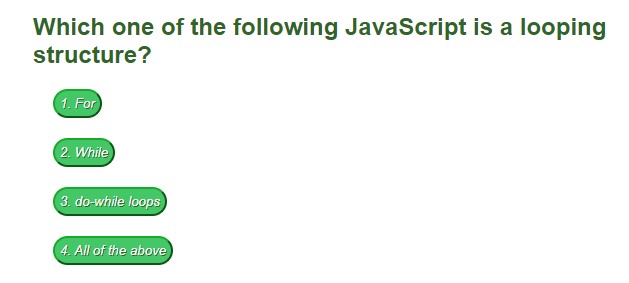 Which one of the following JavaScript is a looping
structure?
1. For
2. While
3. do-while loops
4. All of the above